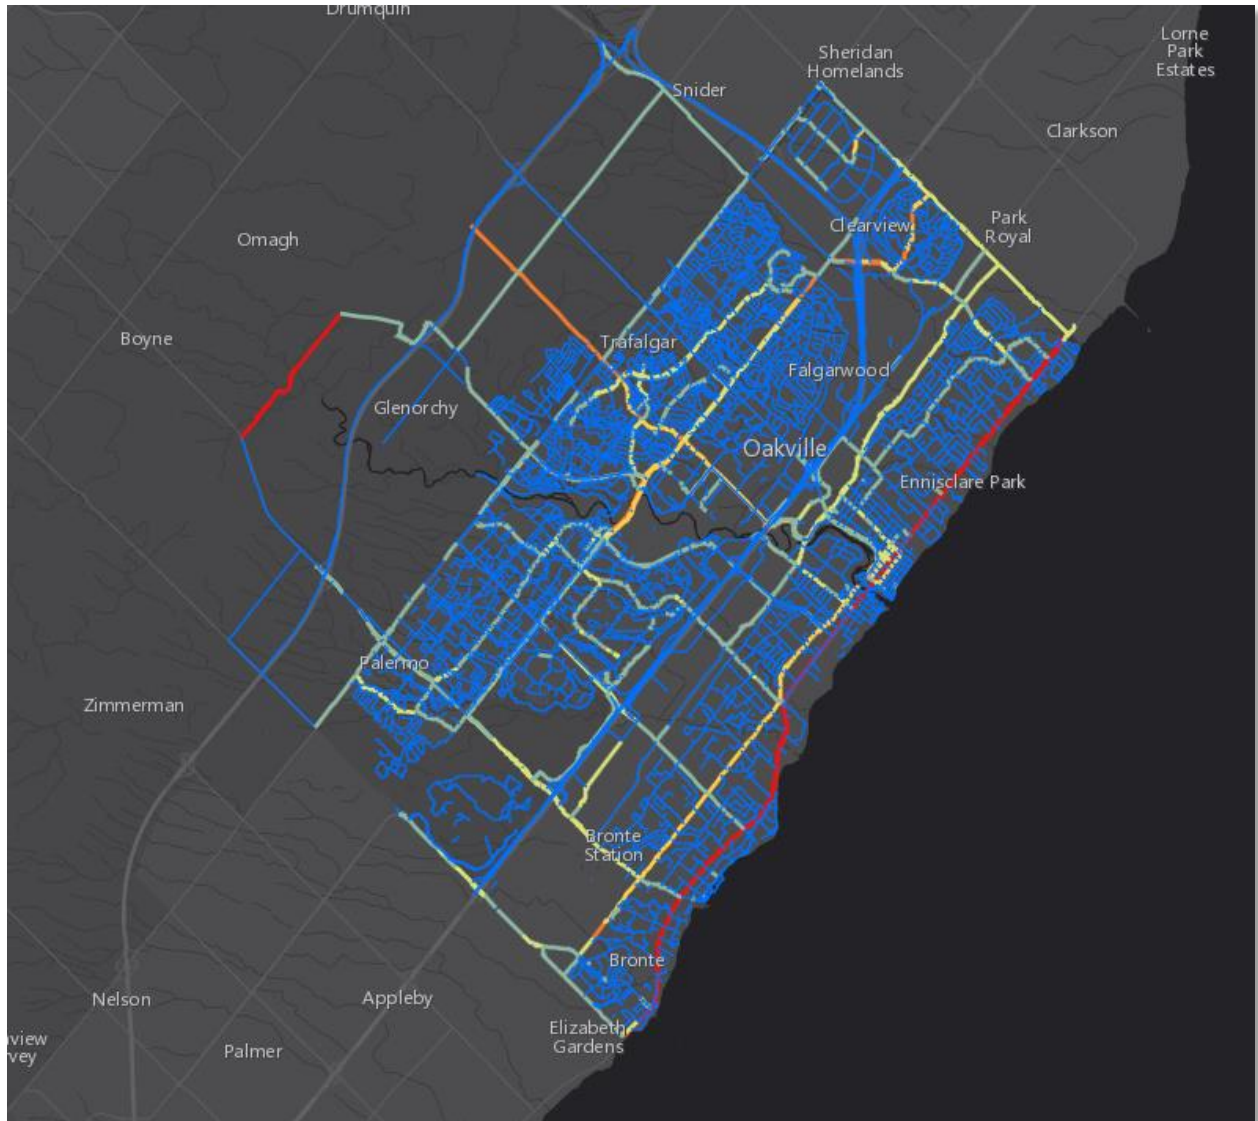 Drumquin
Lorne
Park
Estates
Sheridan
Homelands
Snider
Clarkson
Clearview
Park
Royal
Omagh
Boyne
Trafalgar
Falgarwood
Glenorchy
Oakville
Ennisclare Park
Palermo
Zimmerman
Bronte
Station
Bronte
Nelson
Appleby
Elizabeth
Gardens
Palmer